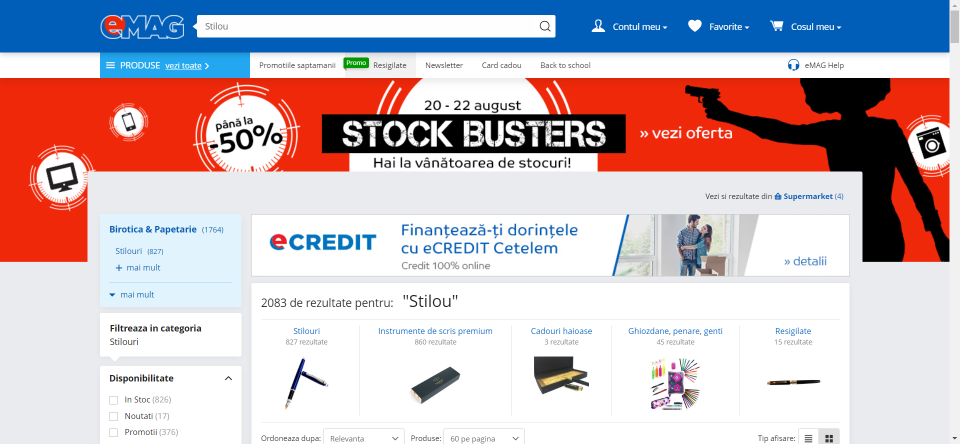 eMAG
Stilou
Contul meu
Favorite
Cosul meu
PRODUSE vezi toate
Promotiile saptamanii
Promo
Resigilate
Newsletter
Card cadou
Back to school
eMAG Help
până la
-50%
20 - 22 august
STOCK BUSTERS
Hai la vânătoarea de stocuri!
» vezi oferta
Vezi si rezultate din Supermarket (4)
Birotica & Papetarie (1764)
Stilouri (827)
+ mai mult
mai mult
eCREDIT
Finanțează-ți dorințele
cu eCREDIT Cetelem
Credit 100% online
» detalii
2083 de rezultate pentru: "Stilou"
Stilouri
827 rezultate
Instrumente de scris premium
860 rezultate
Cadouri haioase
3 rezultate
Ghiozdane, penare, genti
45 rezultate
Resigilate
15 rezultate
Filtreaza in categoria
Stilouri
Disponibilitate
In Stoc (826)
Noutati (17)
Promotii (376)
Ordoneaza dupa: Relevanta
Produse: 60 pe pagina
Tip afisare: